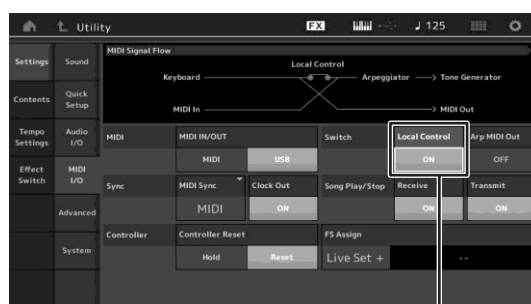 Utility FX 125
MIDI Signal Flow
Local Control
Keyboard Arpeggiator Tone Generator
MIDI In MIDI Out
Settings Sound
Contents Quick Setup
Tempo Settings Audio I/O
Effect Switch MIDI I/O
Advanced
System
MIDI MIDI IN/OUT Switch Local Control Arp MIDI Out
MIDI USB ON OFF
Sync MIDI Sync Clock Out Song Play/Stop Receive Transmit
MIDI ON ON ON
Controller Controller Reset FS Assign
Hold Reset Live Set + --